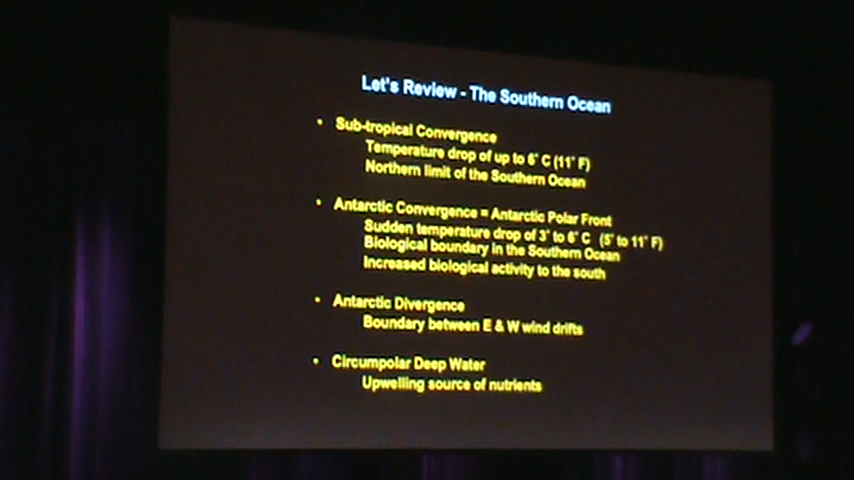 Let's Review - The Southern Ocean
• Sub-tropical Convergence
Temperature drop of up to 6˚ C (11˚ F)
Northern limit of the Southern Ocean
• Antarctic Convergence = Antarctic Polar Front
Sudden temperature drop of 3˚ to 6˚ C (5˚ to 11˚ F)
Biological boundary in the Southern Ocean
Increased biological activity to the south
• Antarctic Divergence
Boundary between E & W wind drifts
• Circumpolar Deep Water
Upwelling source of nutrients